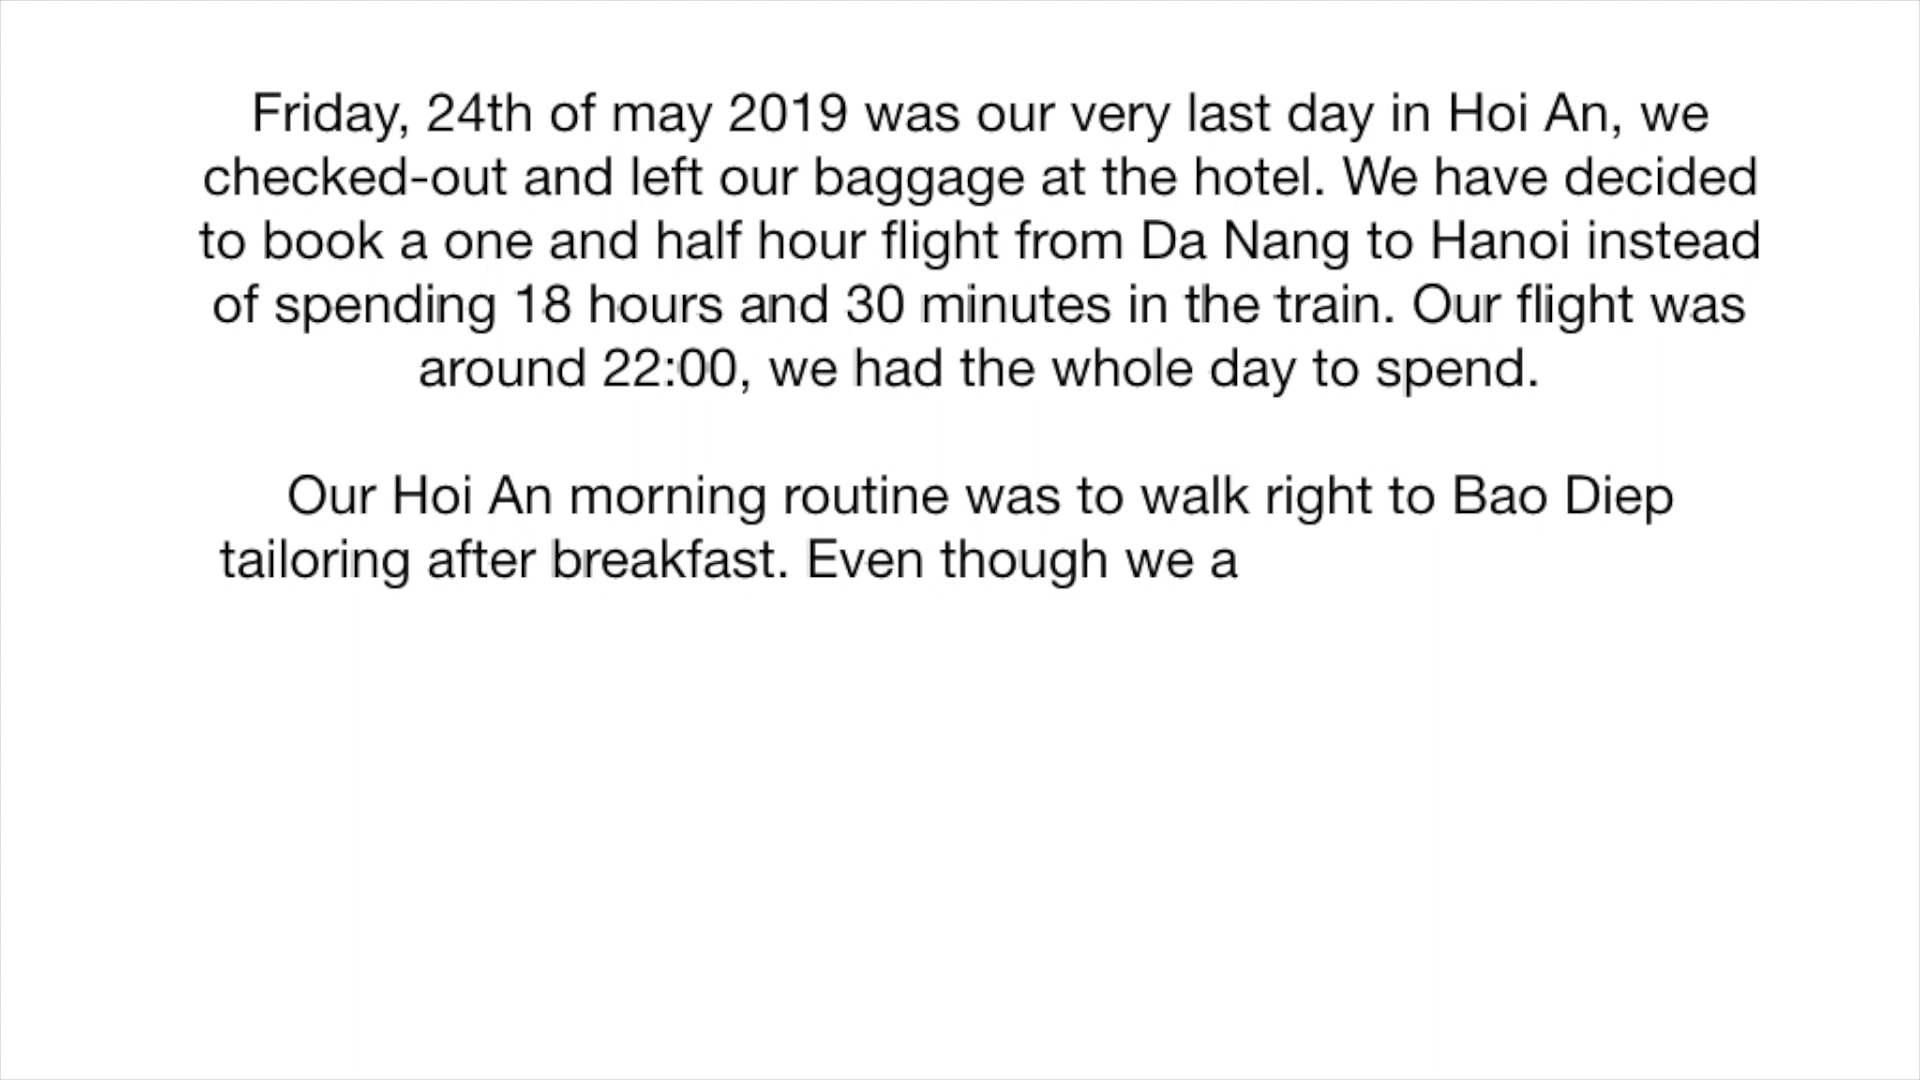 Friday, 24th of may 2019 was our very last day in Hoi An, we
checked-out and left our baggage at the hotel. We have decided
to book a one and half hour flight from Da Nang to Hanoi instead
of spending 18 hours and 30 minutes in the train. Our flight was
around 22:00, we had the whole day to spend.
Our Hoi An morning routine was to walk right to Bao Diep
tailoring after breakfast. Even though we a